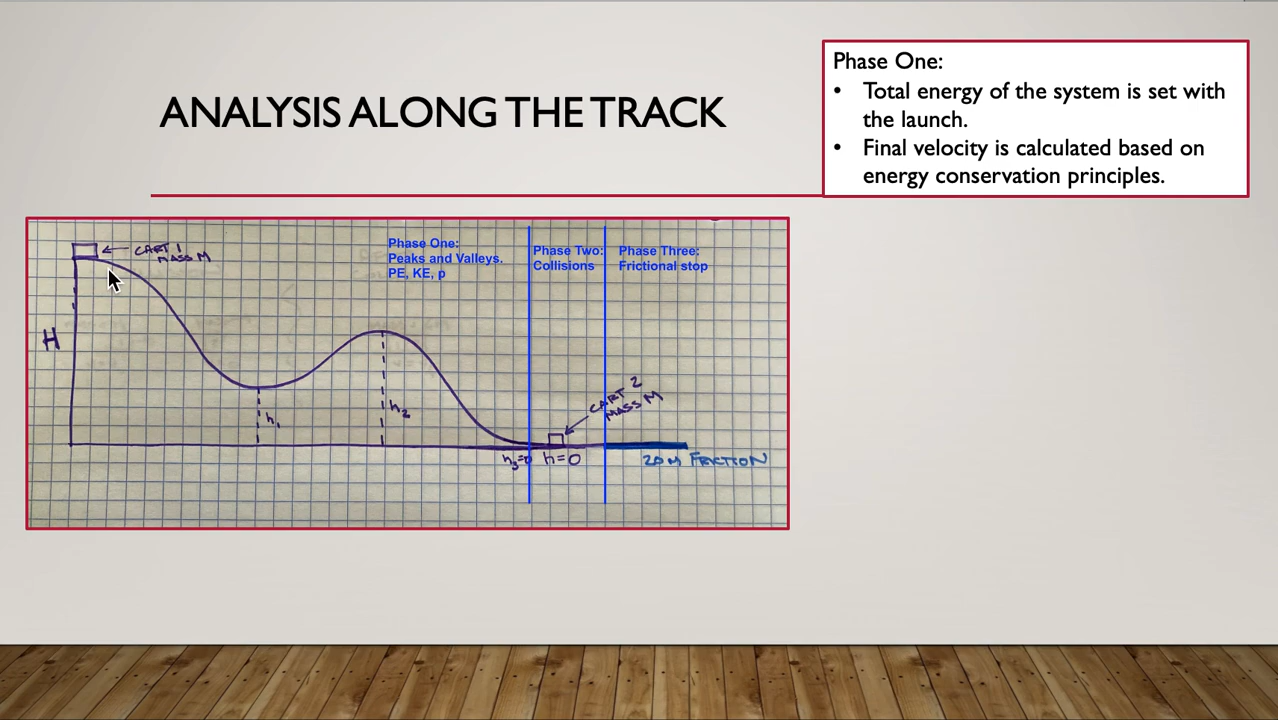 ANALYSIS ALONG THE TRACK
Phase One:
• Total energy of the system is set with
the launch.
• Final velocity is calculated based on
energy conservation principles.
CART 1
MASS M
Phase One:
Peaks and Valleys.
PE, KE, p
Phase Two:
Collisions
Phase Three:
Frictional stop
H
h₁
h₂
CART 2
MASS M
h₃=0 h=0
20 M FRICTION